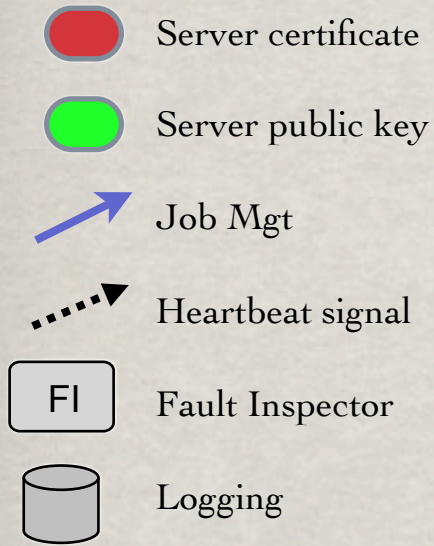 Server certificate
Server public key
Job Mgt
Heartbeat signal
FI Fault Inspector
Logging